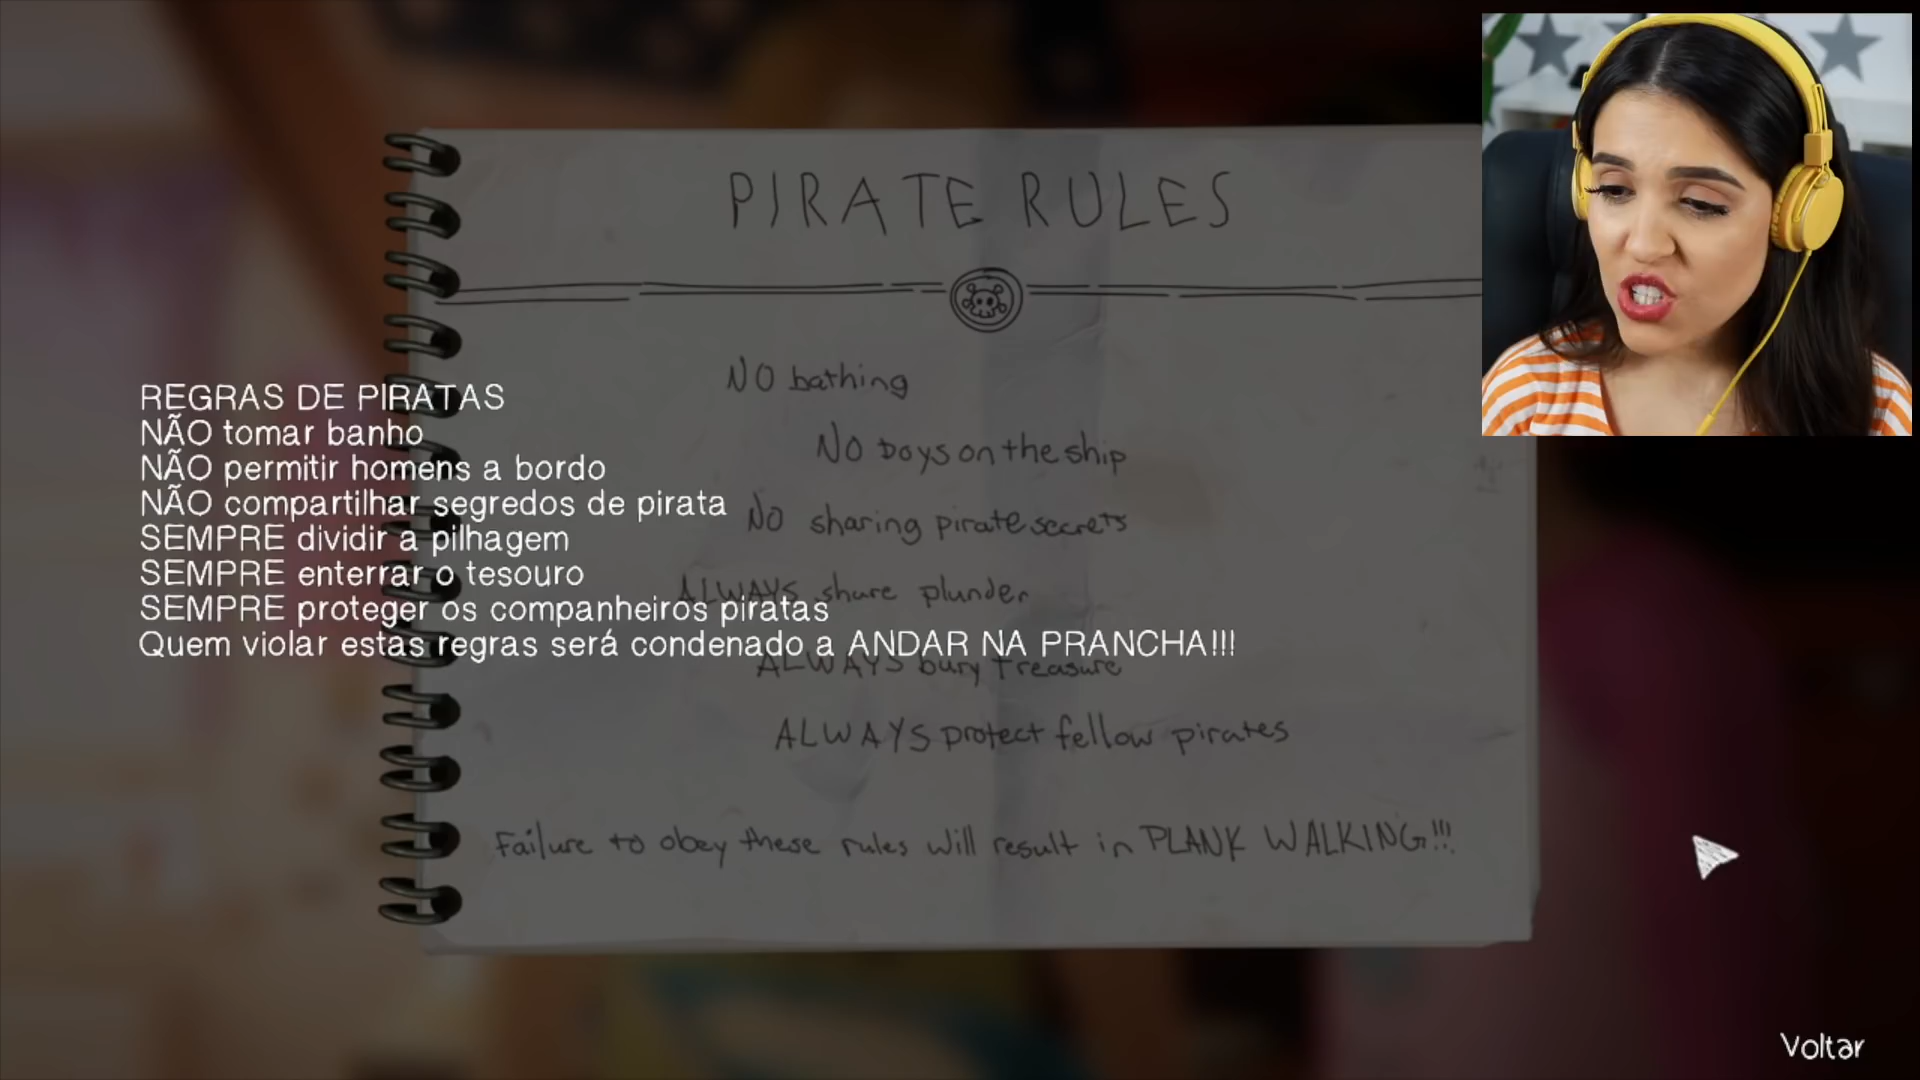 PIRATE RULES
NO bathing
NO boys on the ship
NO sharing pirate secrets
ALWAYS share plunder
ALWAYS bury treasure
ALWAYS protect fellow pirates
Failure to obey these rules will result in PLANK WALKING!!!
REGRAS DE PIRATAS
NÃO tomar banho
NÃO permitir homens a bordo
NÃO compartilhar segredos de pirata
SEMPRE dividir a pilhagem
SEMPRE enterrar o tesouro
SEMPRE proteger os companheiros piratas
Quem violar estas regras será condenado a ANDAR NA PRANCHA!!!
Voltar